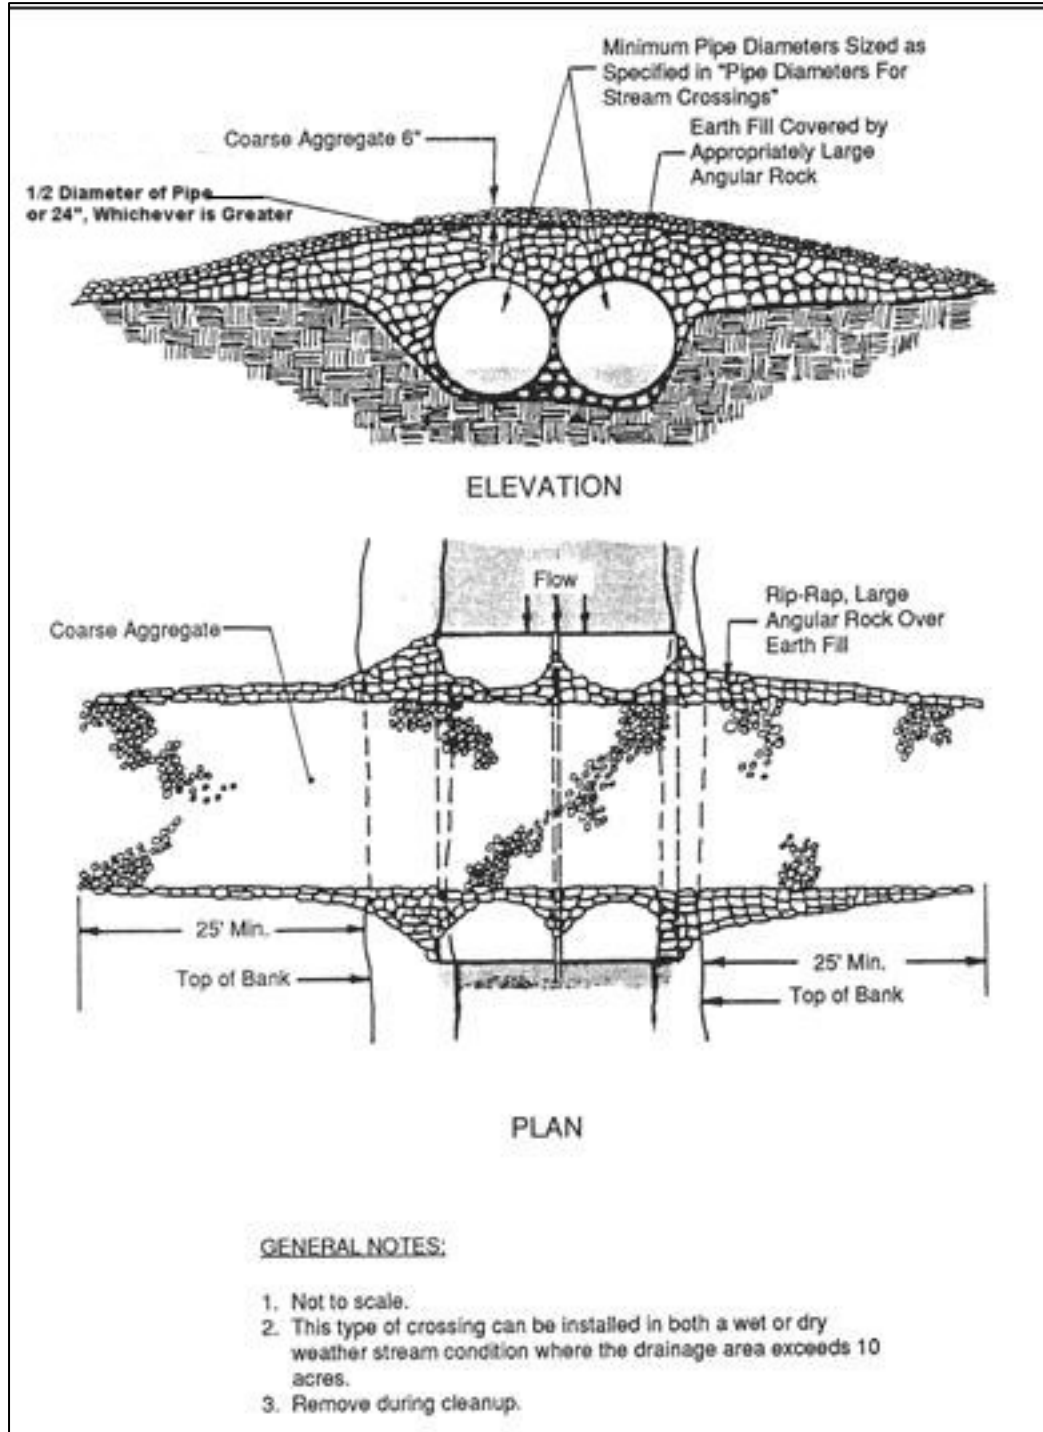 Minimum Pipe Diameters Sized as
Specified in "Pipe Diameters For
Stream Crossings"
Coarse Aggregate 6"
Earth Fill Covered by
Appropriately Large
Angular Rock
1/2 Diameter of Pipe
or 24", Whichever is Greater
ELEVATION
Flow
Coarse Aggregate
Rip-Rap, Large
Angular Rock Over
Earth Fill
25' Min.
Top of Bank
25' Min.
Top of Bank
PLAN
GENERAL NOTES:
1. Not to scale.
2. This type of crossing can be installed in both a wet or dry
weather stream condition where the drainage area exceeds 10
acres.
3. Remove during cleanup.